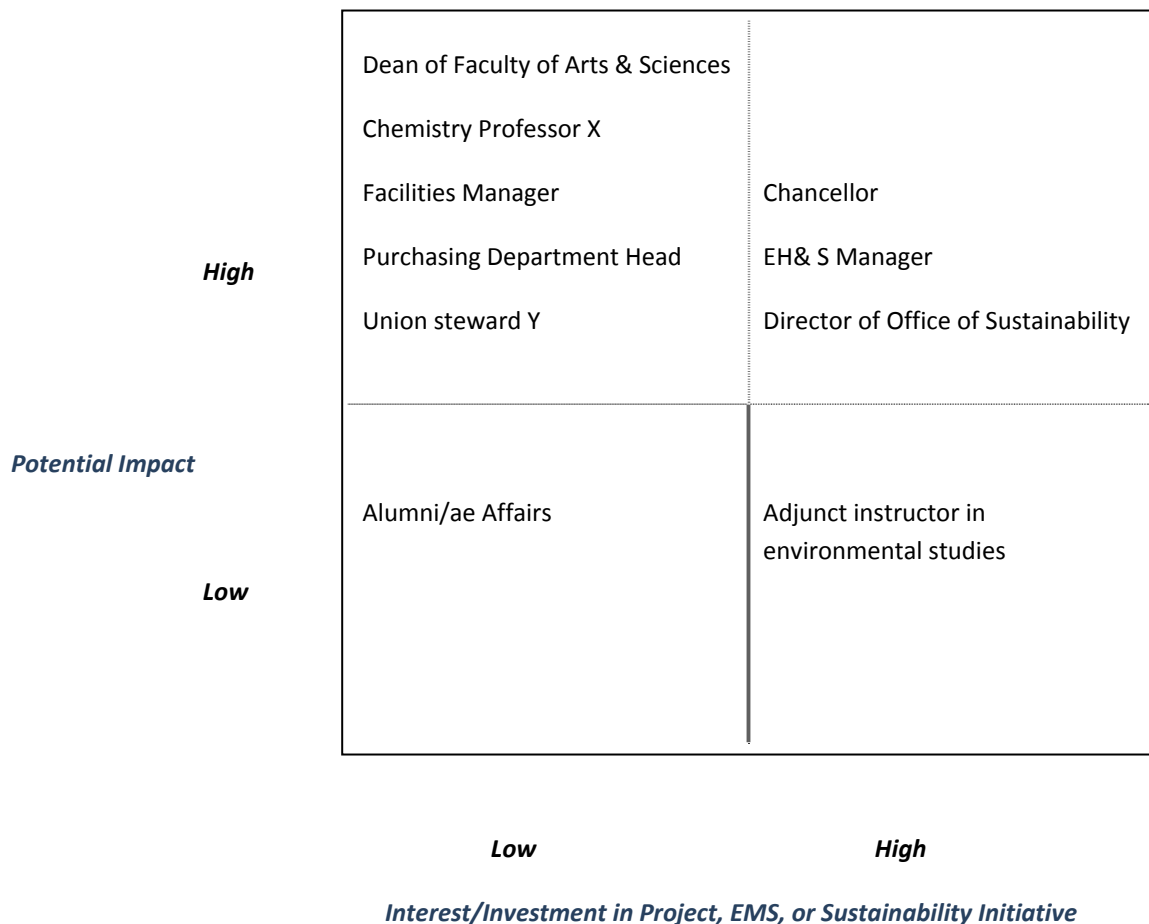 Dean of Faculty of Arts & Sciences
Chemistry Professor X
Facilities Manager
Chancellor
High
Purchasing Department Head
EH& S Manager
Union steward Y
Director of Office of Sustainability
Potential Impact
Alumni/ae Affairs
Adjunct instructor in
environmental studies
Low
Low
High
Interest/Investment in Project, EMS, or Sustainability Initiative